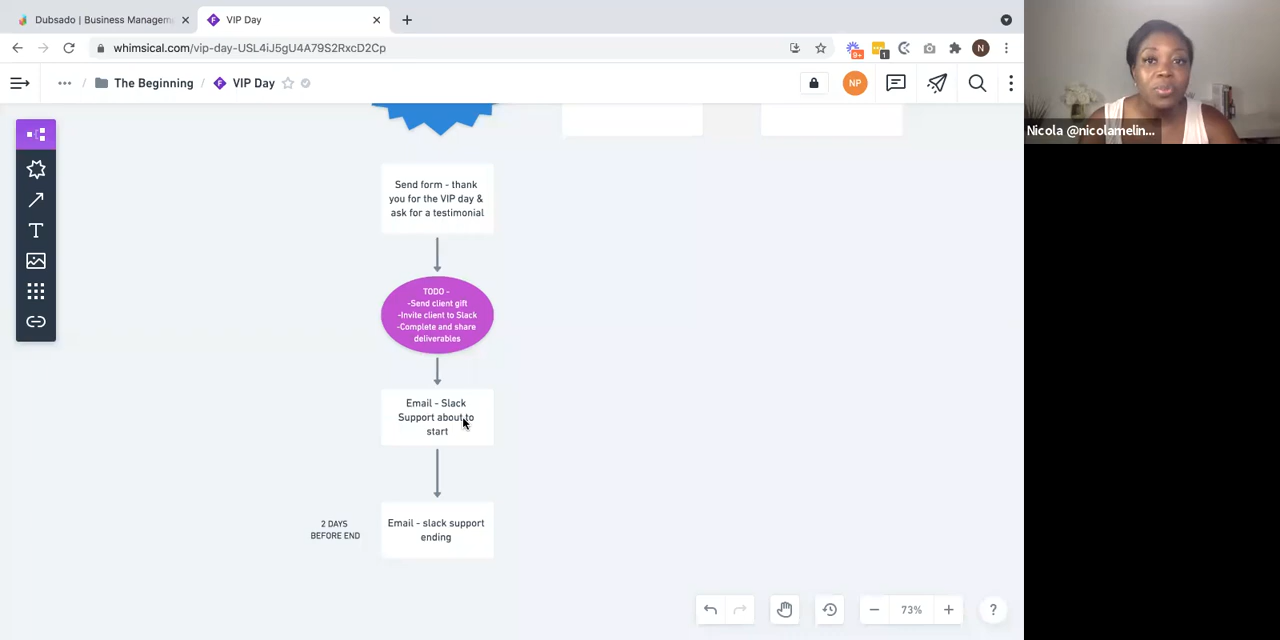 Dubsado | Business Managem
VIP Day
whimsical.com/vip-day-USL4iJ5gU4A79S2RxcD2Cp
9+
1
N
The Beginning
/
VIP Day
NP
Nicola @nicolamelin...
Send form - thank
you for the VIP day &
ask for a testimonial
TODO -
-Send client gift
-Invite client to Slack
-Complete and share
deliverables
Email - Slack
Support about to
start
2 DAYS
BEFORE END
Email - slack support
ending
73%
?